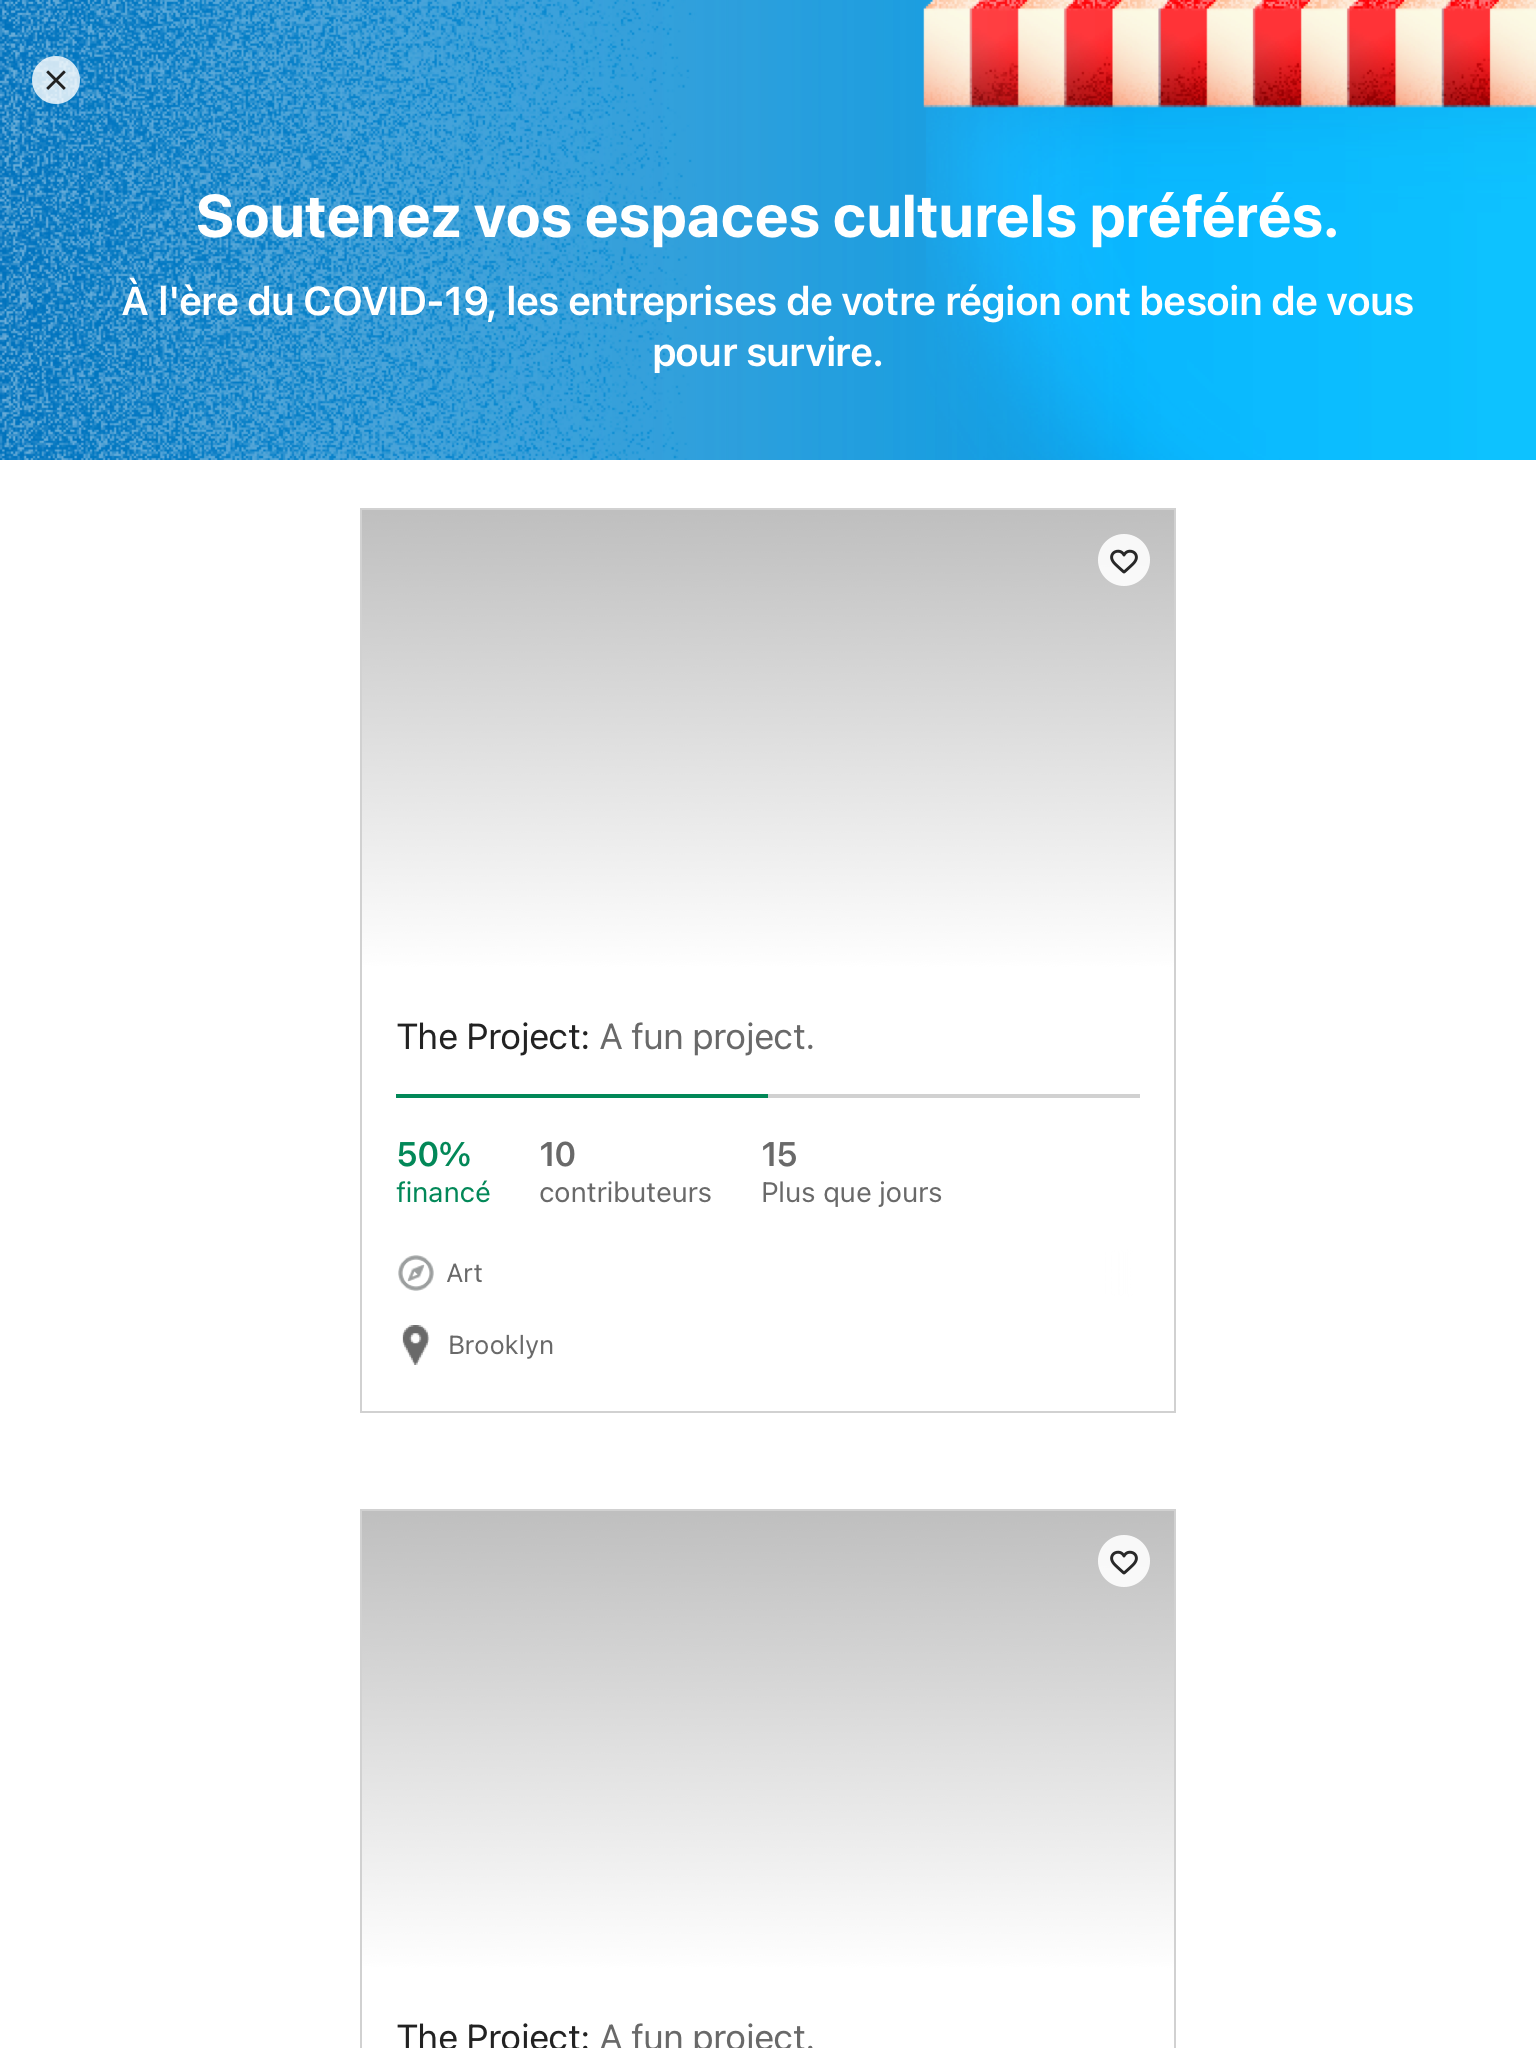 Soutenez vos espaces culturels préférés.
À l'ère du COVID-19, les entreprises de votre région ont besoin de vous
pour survire.
The Project: A fun project.
50%
financé
10
contributeurs
15
Plus que jours
Art
Brooklyn
The Project: A fun project.